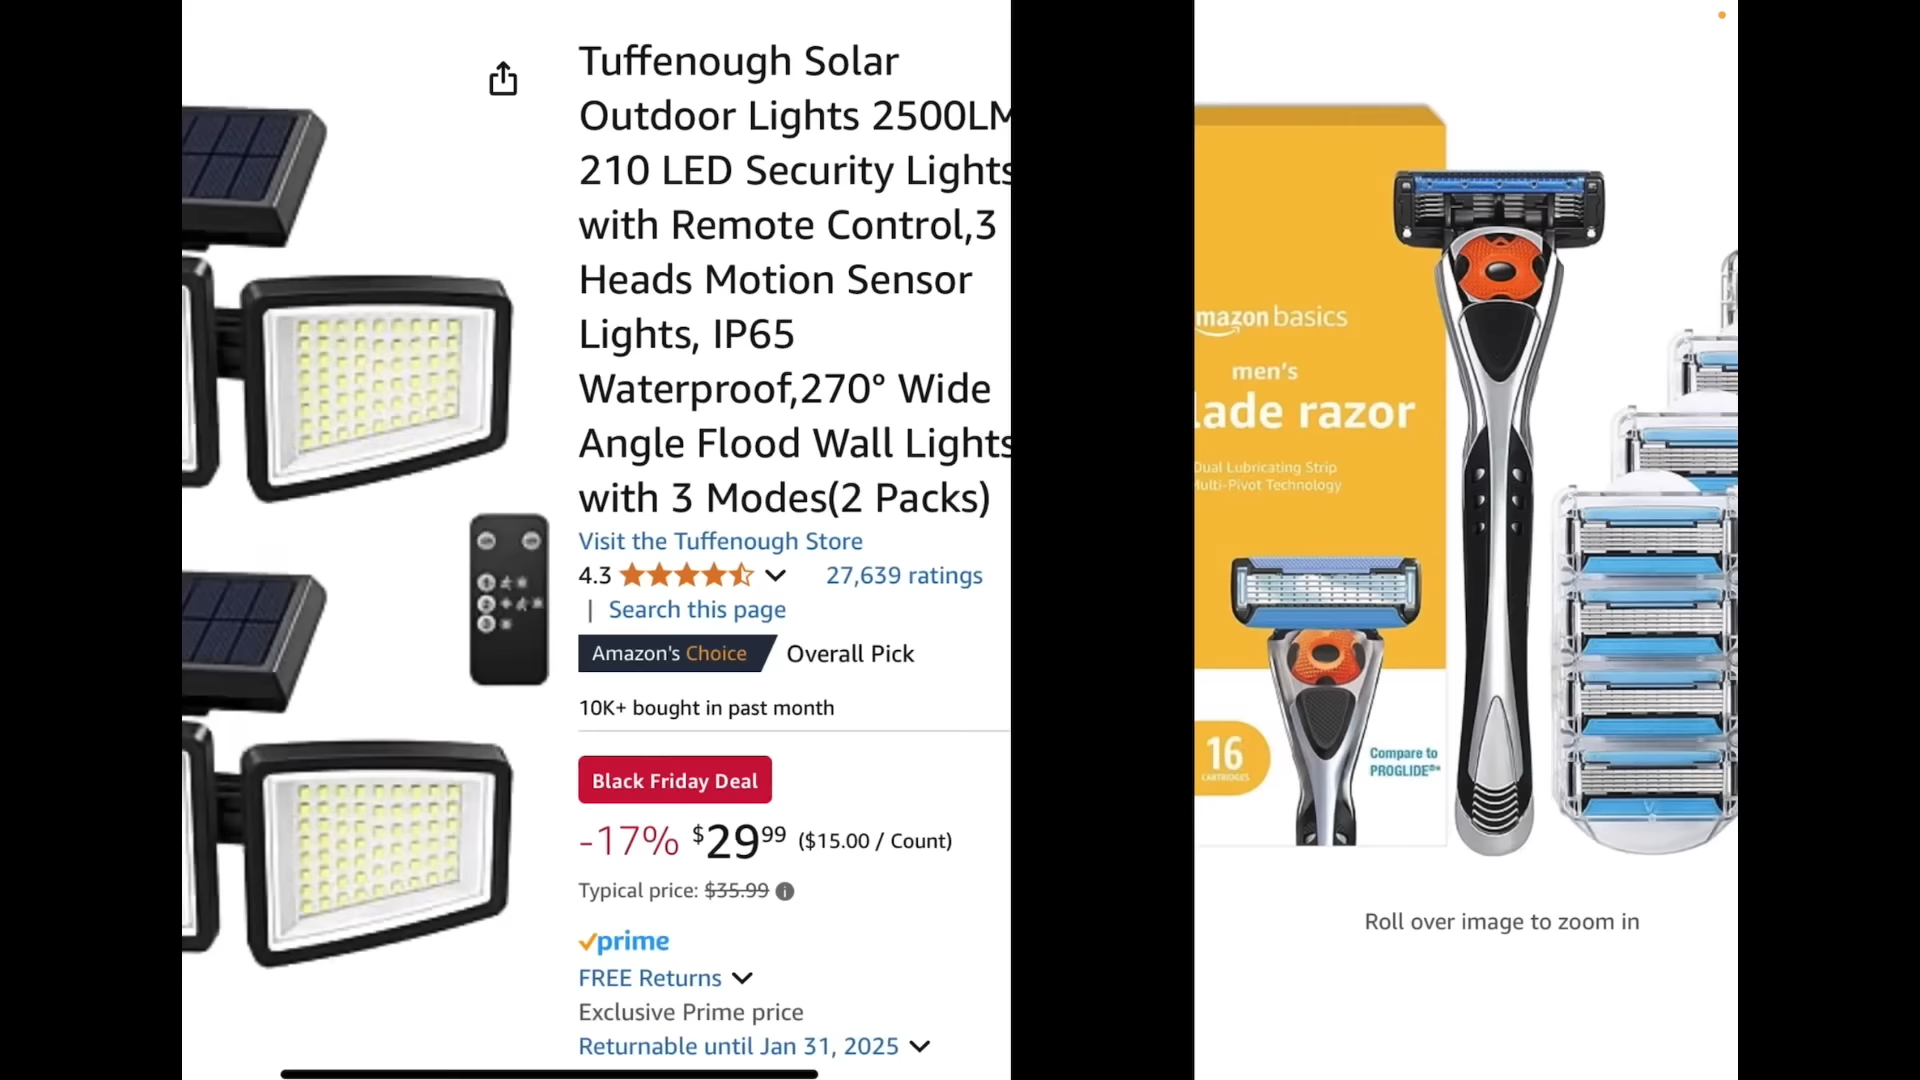 Tuffenough Solar
Outdoor Lights 2500LM
210 LED Security Lights
with Remote Control,3
Heads Motion Sensor
Lights, IP65
Waterproof,270° Wide
Angle Flood Wall Lights
with 3 Modes(2 Packs)
Visit the Tuffenough Store
4.3 27,639 ratings
| Search this page
Amazon's Choice Overall Pick
10K+ bought in past month
Black Friday Deal
-17% $29.99 ($15.00 / Count)
Typical price: $35.99
prime
FREE Returns
Exclusive Prime price
Returnable until Jan 31, 2025
mazon basics
men's
lade razor
Dual Lubricating Strip
Multi-Pivot Technology
16
CARTRIDGES
Compare to
PROGLIDE®*
Roll over image to zoom in